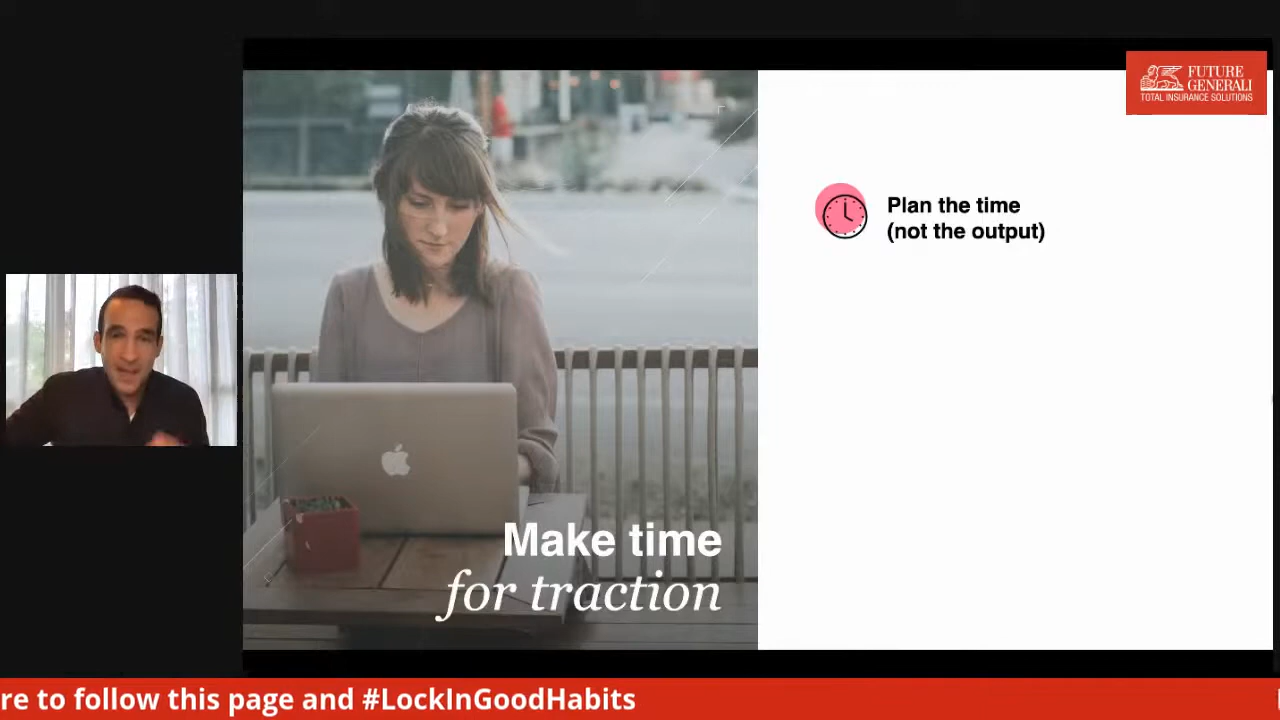 FUTURE
GENERALI
TOTAL INSURANCE SOLUTIONS
Plan the time
(not the output)
Make time
for traction
re to follow this page and #LockInGoodHabits